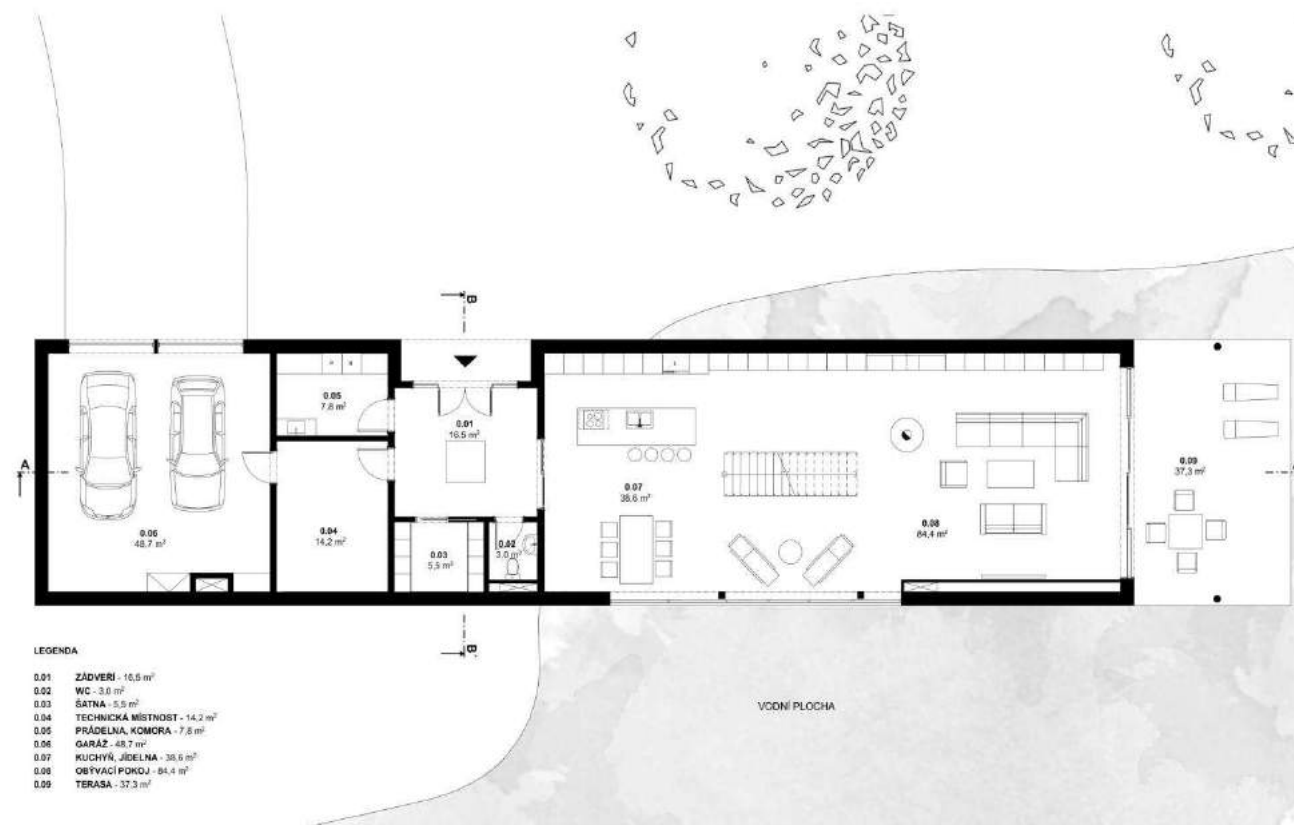 B
0.05
7,8 m²
0.01
16,5 m²
A
0.09
37,3 m²
0.07
38,6 m²
0.06
48,7 m²
0.04
14,2 m²
0.03
5,5 m²
0.02
3,0 m²
0.08
84,4 m²
B'
LEGENDA
0.01 ZÁDVEŘÍ - 16,5 m²
0.02 WC - 3,0 m²
0.03 ŠATNA - 5,5 m²
0.04 TECHNICKÁ MÍSTNOST - 14,2 m²
0.05 PRÁDELNA, KOMORA - 7,8 m²
0.06 GARÁŽ - 48,7 m²
0.07 KUCHYŇ, JÍDELNA - 38,6 m²
0.08 OBÝVACÍ POKOJ - 84,4 m²
0.09 TERASA - 37,3 m²
VODNÍ PLOCHA